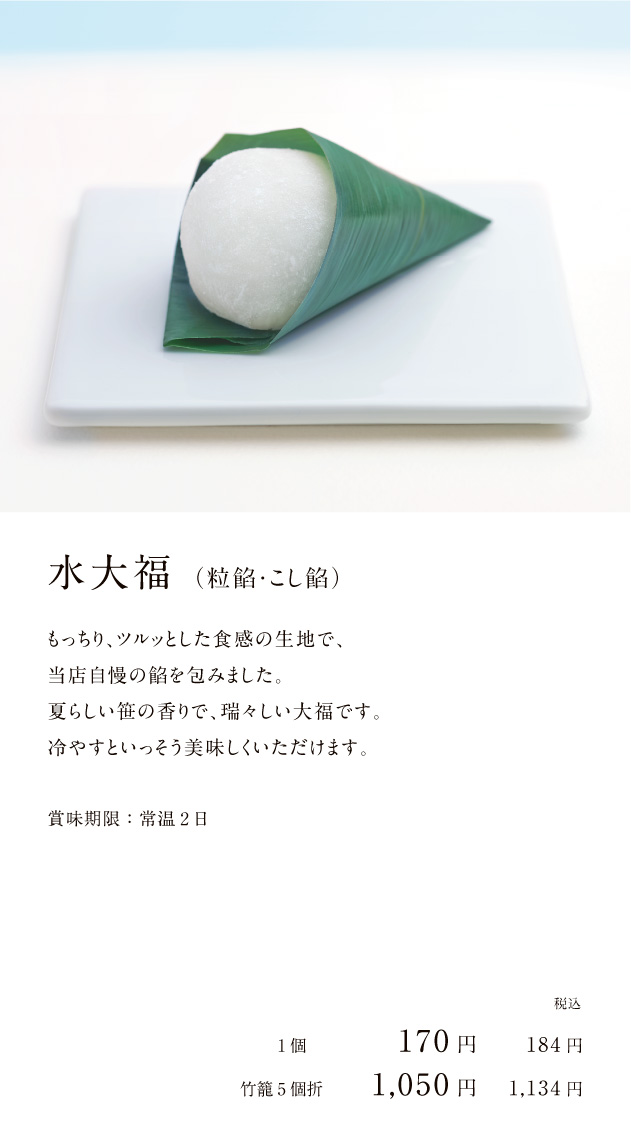 水大福 （粒餡・こし餡）
もっちり、ツルッとした食感の生地で、
当店自慢の餡を包みました。
夏らしい笹の香りで、瑞々しい大福です。
冷やすといっそう美味しくいただけます。
賞味期限：常温2日
税込
1個 170円 184円
竹籠5個折 1,050円 1,134円